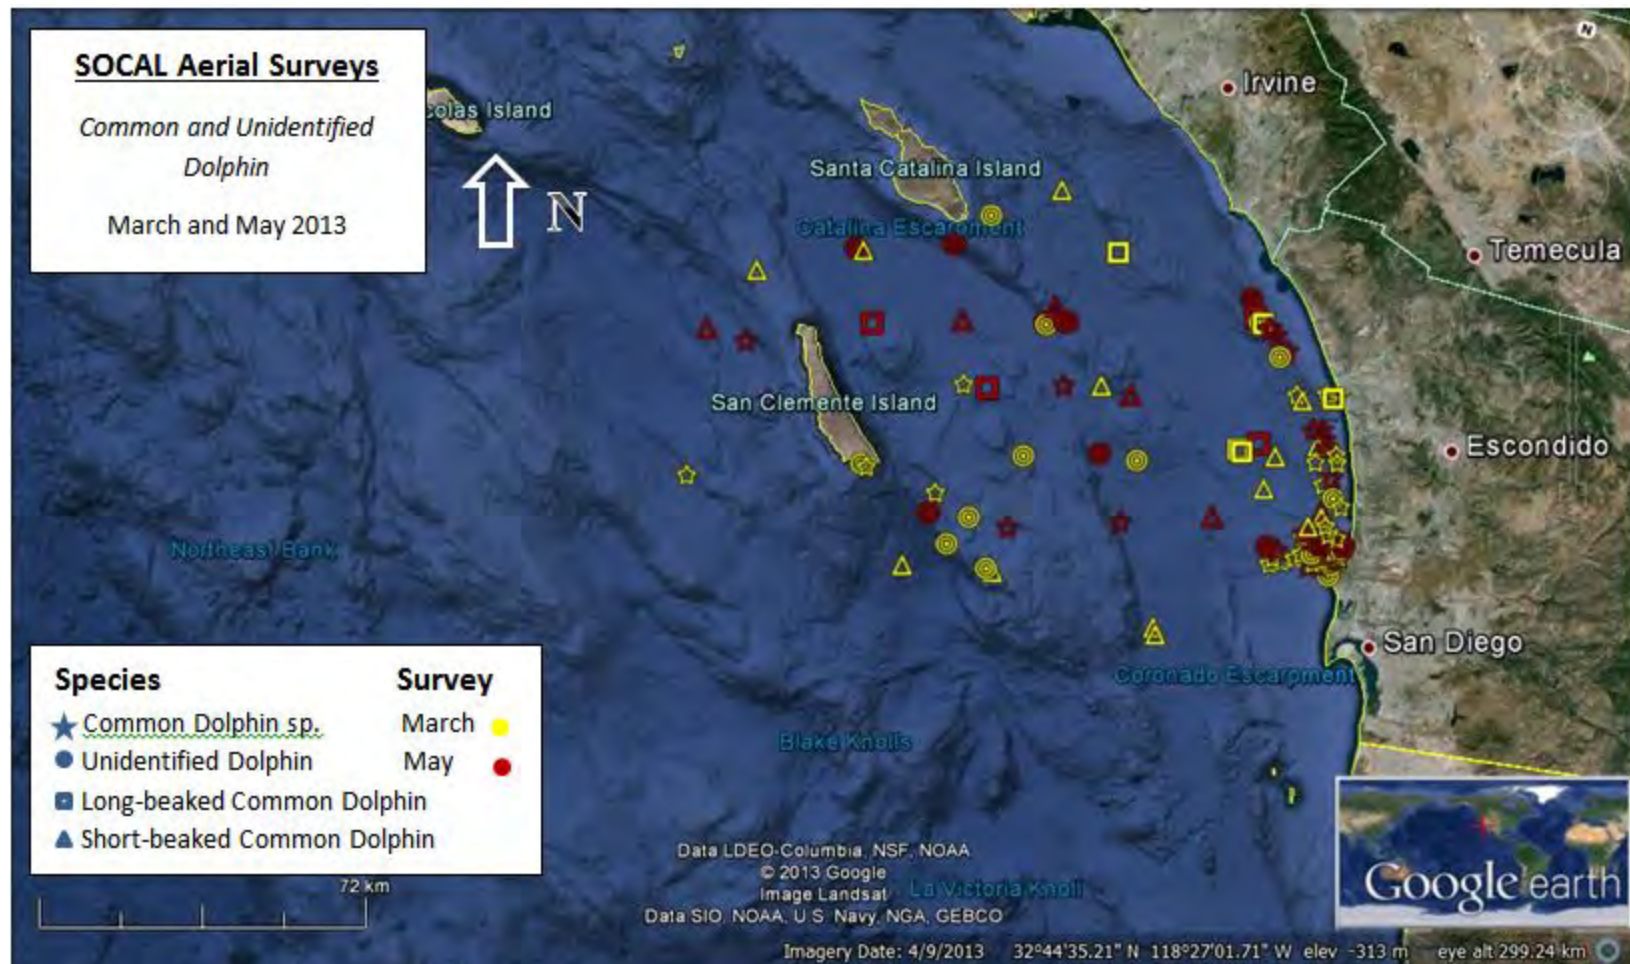 SOCAL Aerial Surveys
Common and Unidentified
Dolphin
March and May 2013
colas Island
N
N
Irvine
Santa Catalina Island
Catalina Escarpment
Temecula
San Clemente Island
Escondido
Northeast Bank
San Diego
Coronado Escarpment
Blake Knolls
Species Survey
Common Dolphin sp. March
Unidentified Dolphin May
Long-beaked Common Dolphin
Short-beaked Common Dolphin
72 km
Data LDEO-Columbia, NSF, NOAA
© 2013 Google
Image Landsat
La Victoria Knoll
Data SIO, NOAA, U.S. Navy, NGA, GEBCO
Google earth
Imagery Date: 4/9/2013 32°44'35.21" N 118°27'01.71" W elev -313 m eye alt 299.24 km